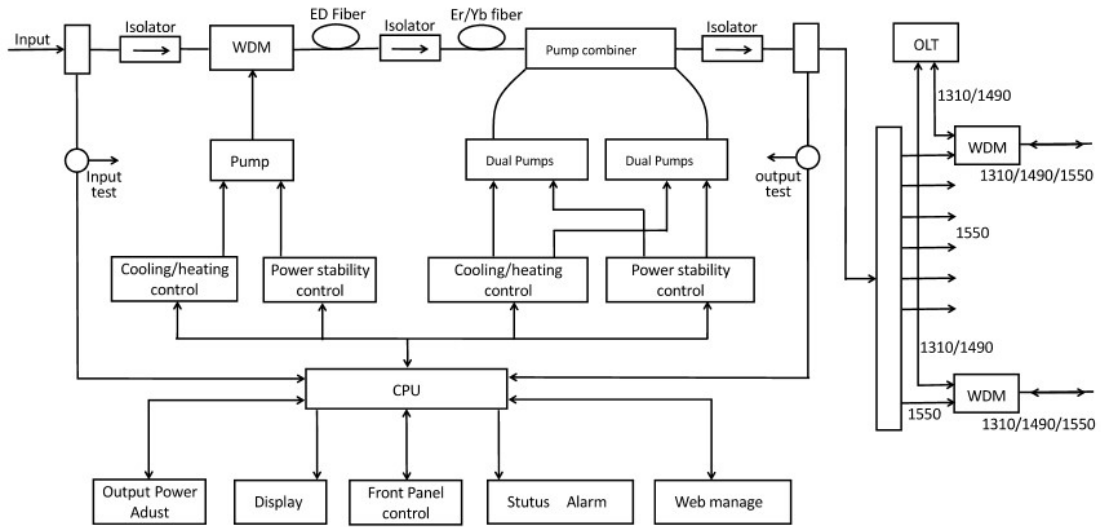 Input
Isolator
WDM
ED Fiber
Isolator
Er/Yb fiber
Pump combiner
Isolator
OLT
1310/1490
WDM
1310/1490/1550
Input
test
Pump
Dual Pumps
Dual Pumps
output
test
1550
Cooling/heating
control
Power stability
control
Cooling/heating
control
Power stability
control
1310/1490
WDM
1550
1310/1490/1550
CPU
Output Power
Adust
Display
Front Panel
control
Stutus Alarm
Web manage